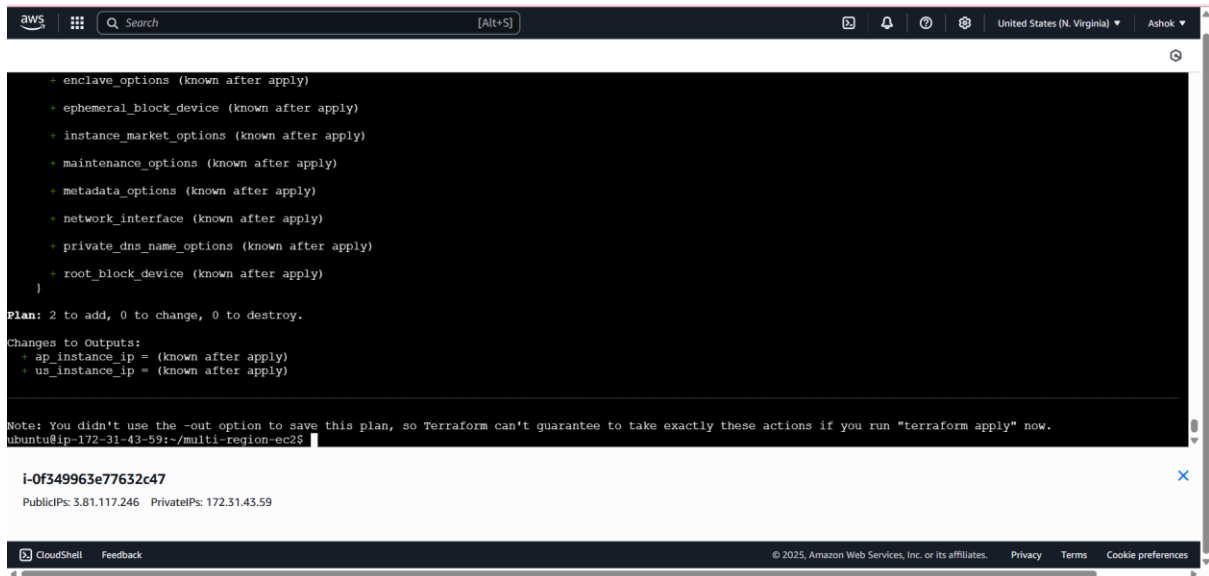 aws
Search [Alt+S]
United States (N. Virginia) ▼ Ashok ▼
+ enclave_options (known after apply)
+ ephemeral_block_device (known after apply)
+ instance_market_options (known after apply)
+ maintenance_options (known after apply)
+ metadata_options (known after apply)
+ network_interface (known after apply)
+ private_dns_name_options (known after apply)
+ root_block_device (known after apply)
}
Plan: 2 to add, 0 to change, 0 to destroy.
Changes to Outputs:
+ ap_instance_ip = (known after apply)
+ us_instance_ip = (known after apply)
Note: You didn't use the -out option to save this plan, so Terraform can't guarantee to take exactly these actions if you run "terraform apply" now.
ubuntu@ip-172-31-43-59:~/multi-region-ec2$
i-0f349963e77632c47
PublicIPs: 3.81.117.246 PrivateIPs: 172.31.43.59
CloudShell Feedback © 2025, Amazon Web Services, Inc. or its affiliates. Privacy Terms Cookie preferences